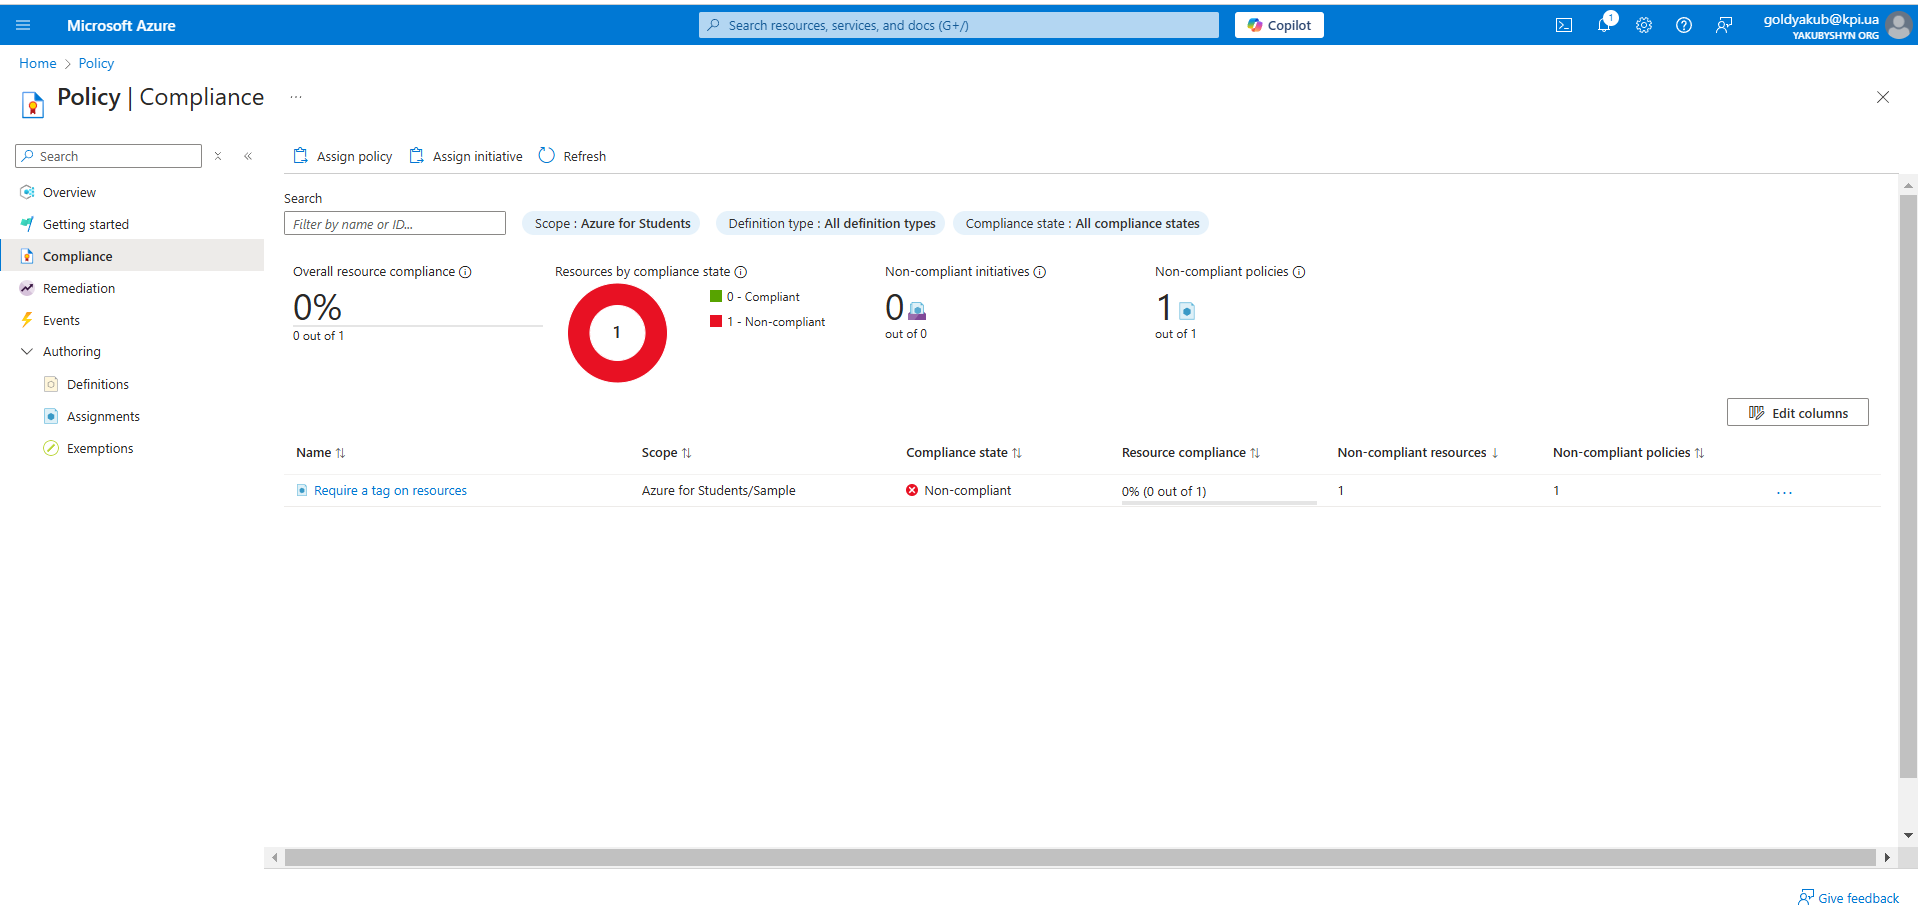 Microsoft Azure
Search resources, services, and docs (G+/)
Copilot
1
goldyakub@kpi.ua
YAKUBYSHYN ORG
Home > Policy
Policy | Compliance ...
Search
Assign policy
Assign initiative
Refresh
Overview
Getting started
Compliance
Remediation
Events
Authoring
Definitions
Assignments
Exemptions
Search
Filter by name or ID...
Scope : Azure for Students
Definition type : All definition types
Compliance state : All compliance states
Overall resource compliance
0%
0 out of 1
Resources by compliance state
1
0 - Compliant
1 - Non-compliant
Non-compliant initiatives
0
out of 0
Non-compliant policies
1
out of 1
Edit columns
Name Scope Compliance state Resource compliance Non-compliant resources Non-compliant policies
Require a tag on resources Azure for Students/Sample Non-compliant 0% (0 out of 1) 1 1 ...
Give feedback